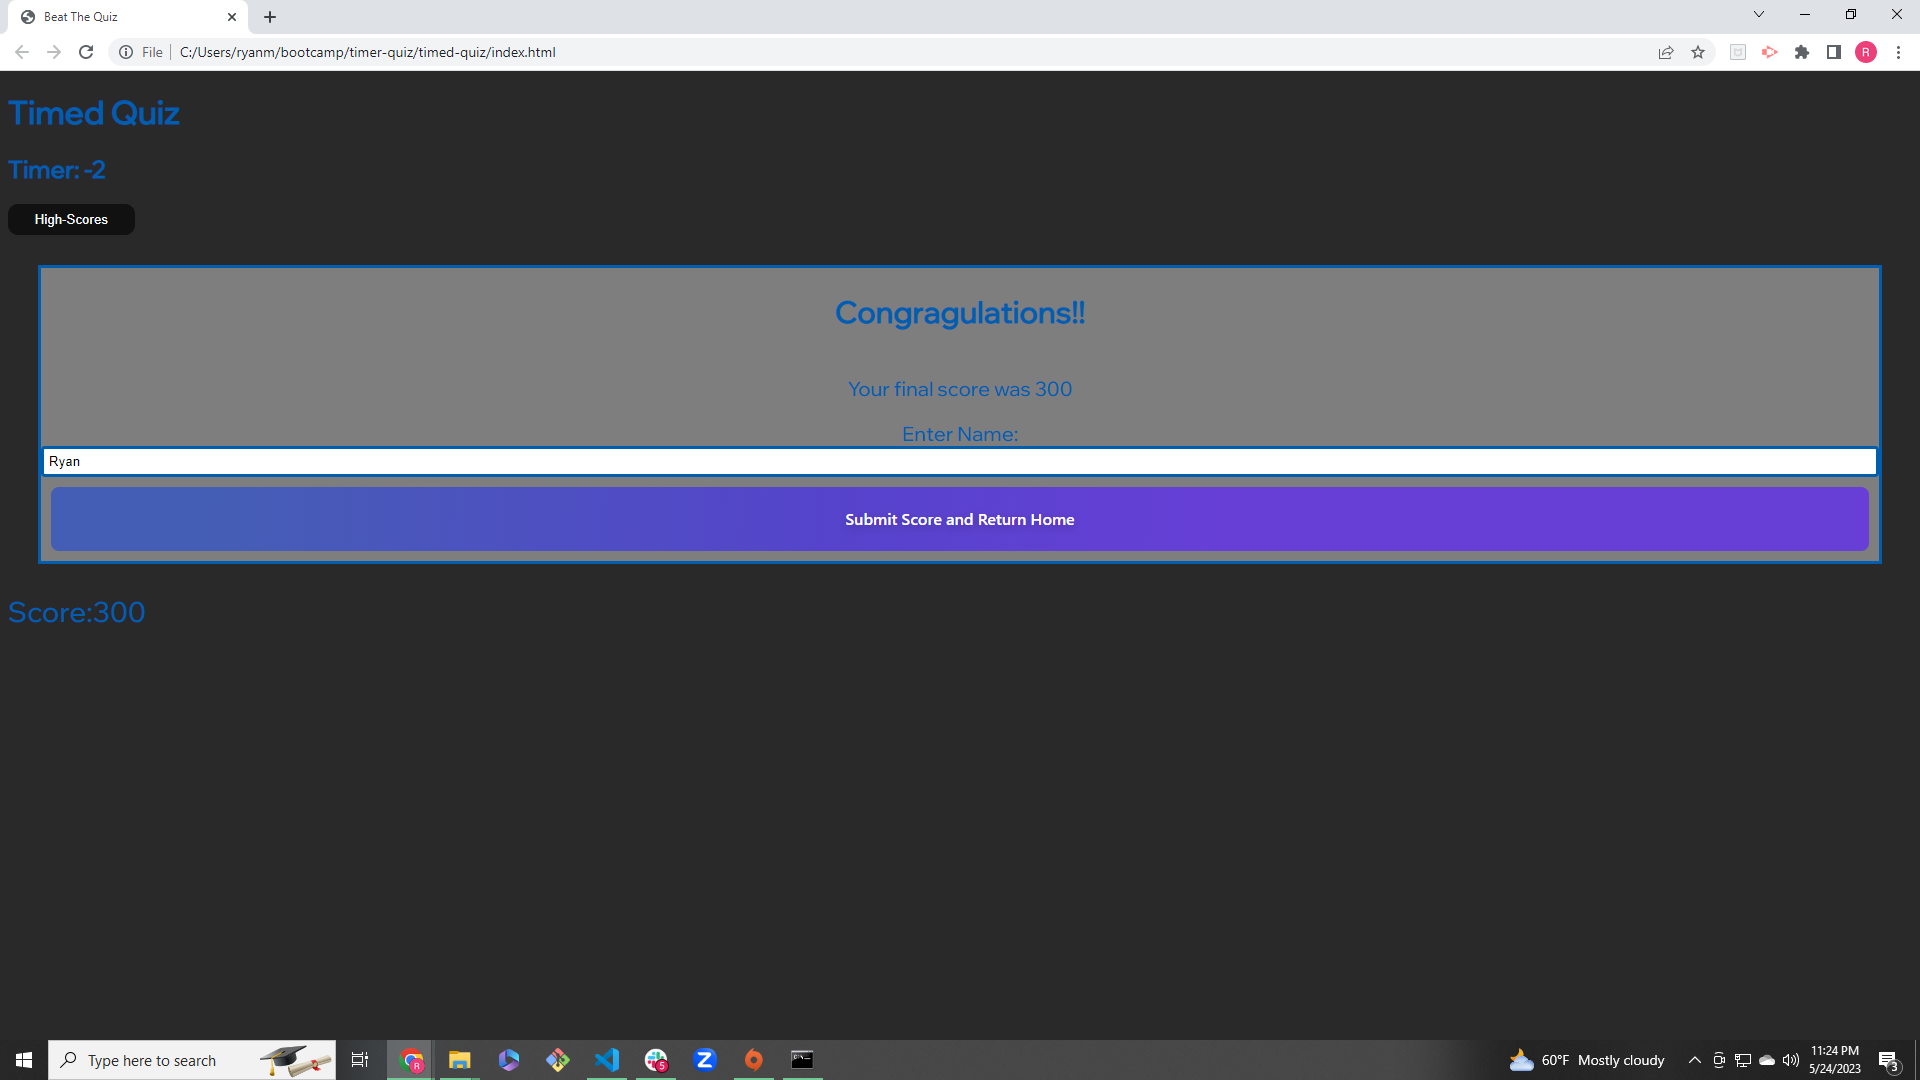 Beat The Quiz
File
C:/Users/ryanm/bootcamp/timer-quiz/timed-quiz/index.html
R
Timed Quiz
Timer: -2
High-Scores
Congragulations!!
Your final score was 300
Enter Name:
Ryan
Submit Score and Return Home
Score:300
Type here to search
R
5
Z
C:\_
60°F Mostly cloudy
11:24 PM
5/24/2023
3